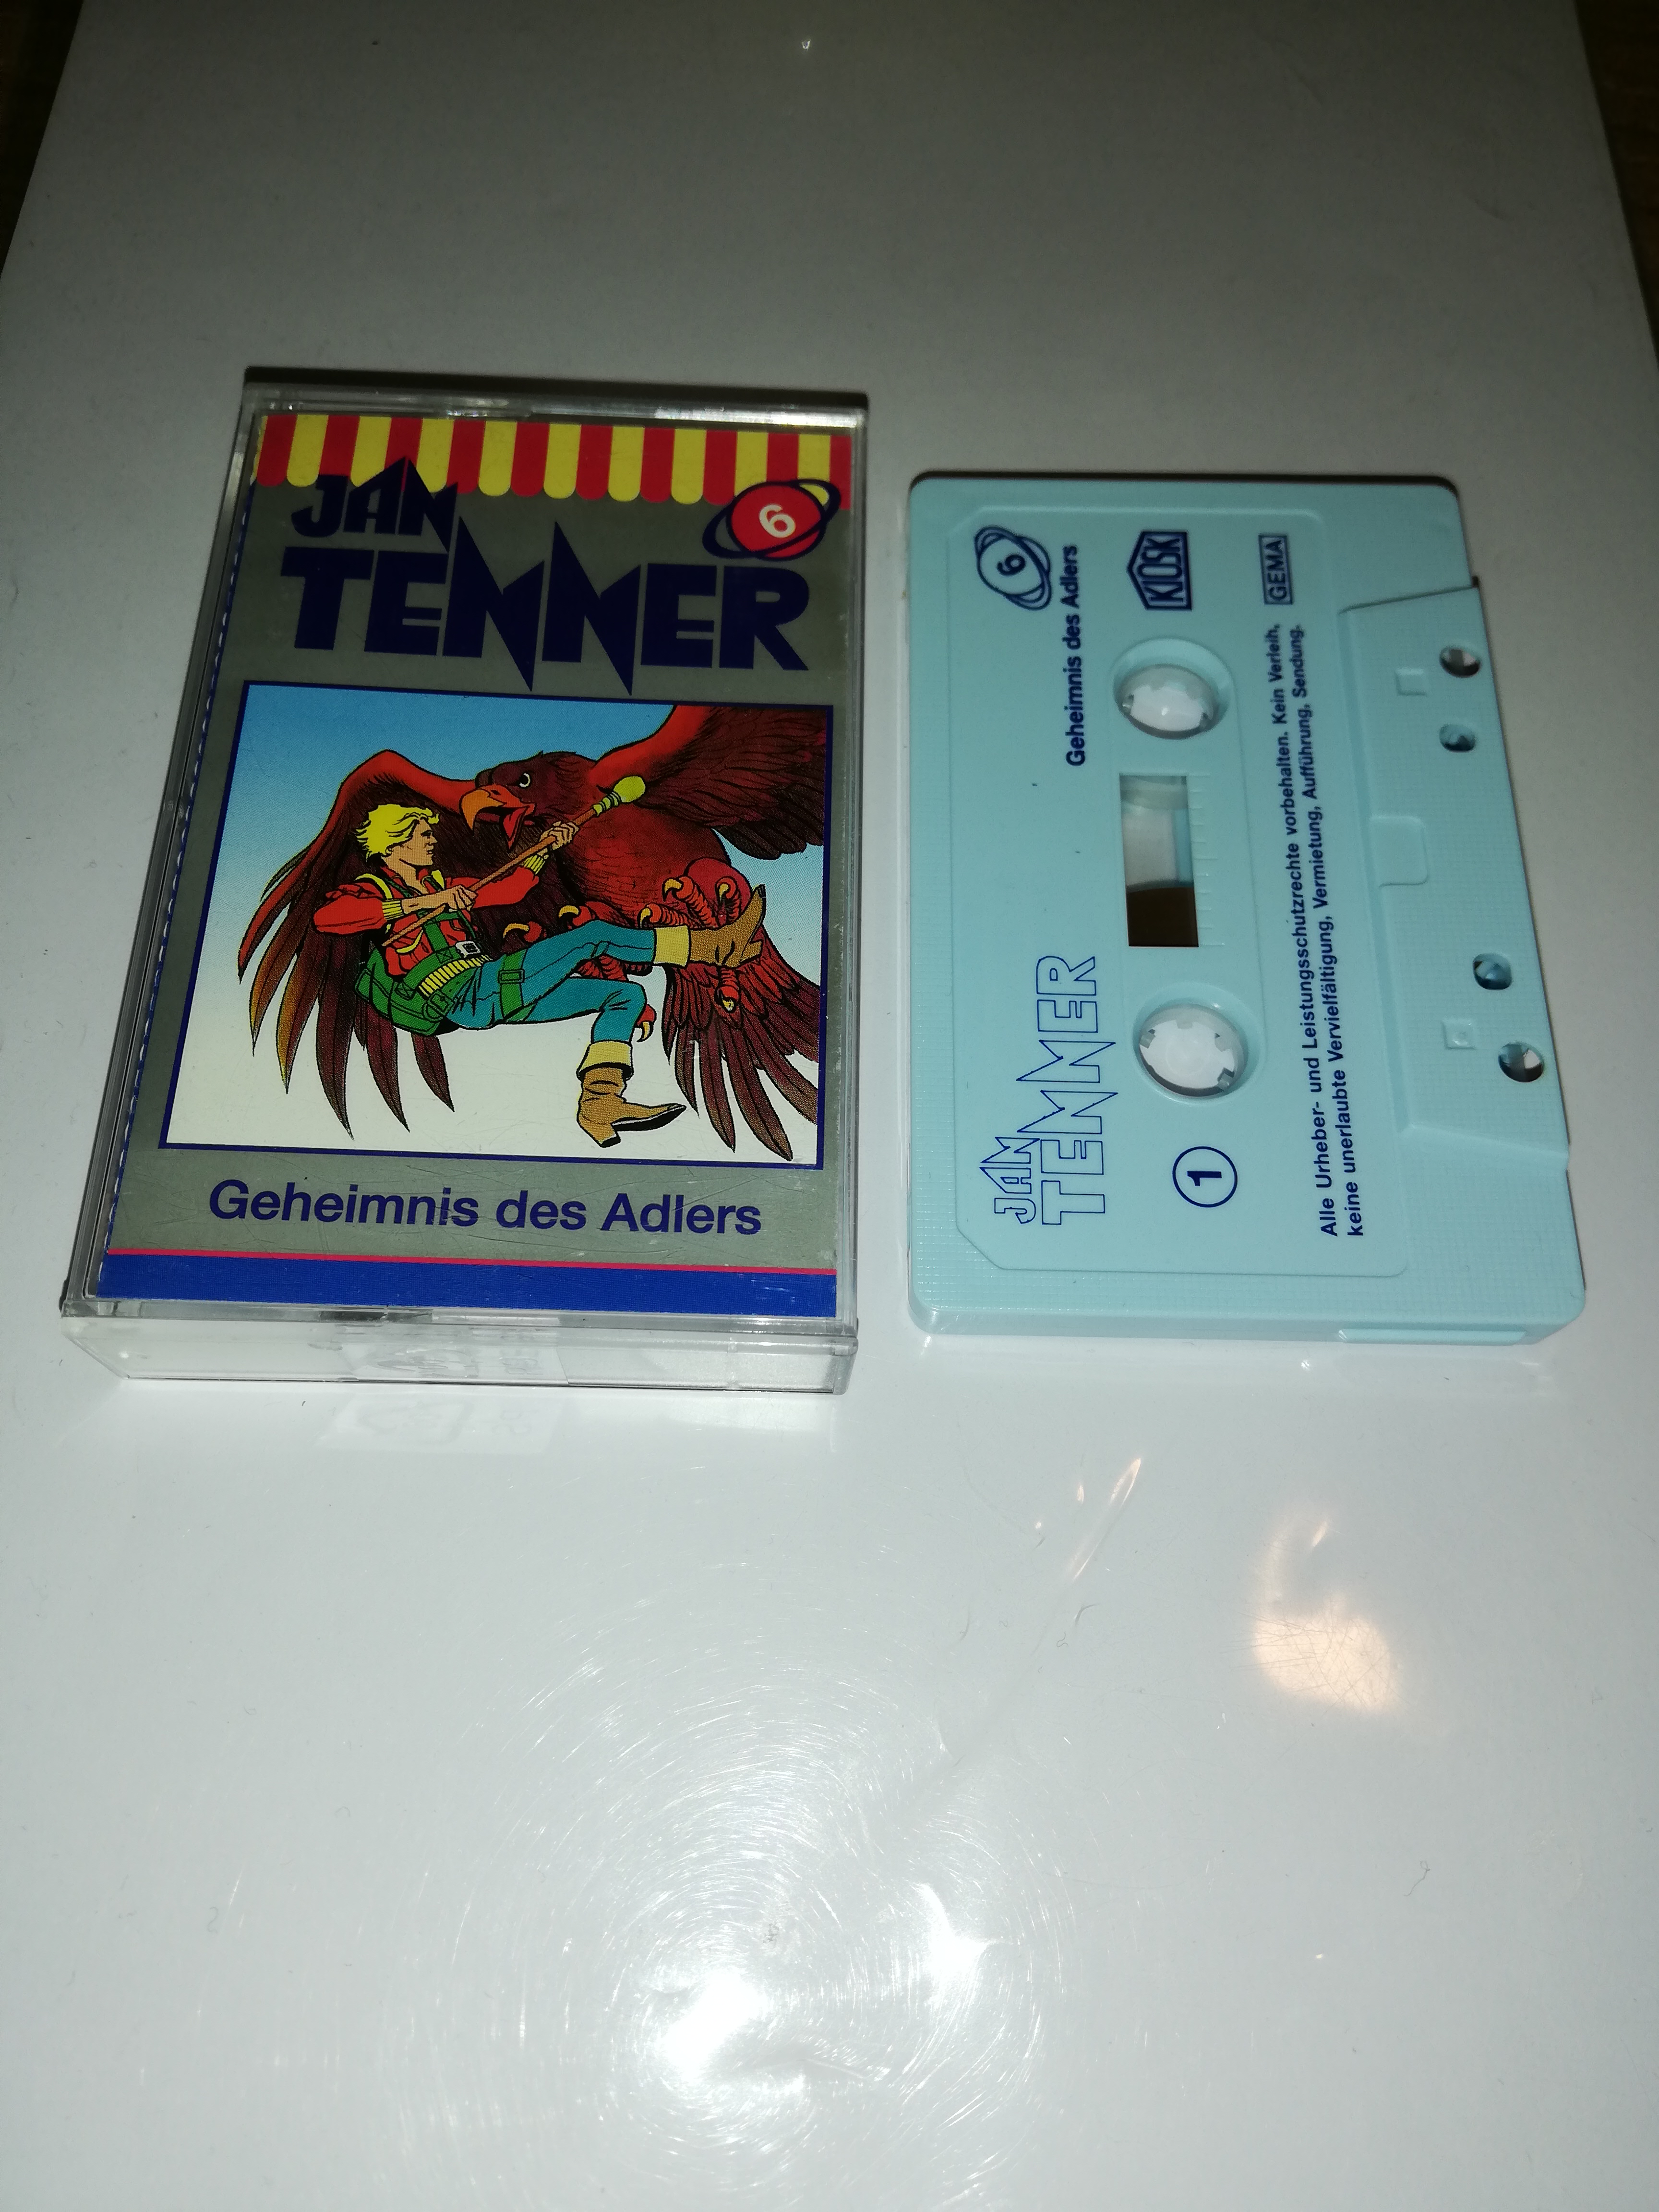 JAN
TENNER
6
Geheimnis des Adlers
6
Geheimnis des Adlers
JAN
TENNER
KIOSK
1
GEMA
Alle Urheber- und Leistungsschutzrechte vorbehalten. Kein Verleih,
keine unerlaubte Vervielfältigung, Vermietung, Aufführung, Sendung.